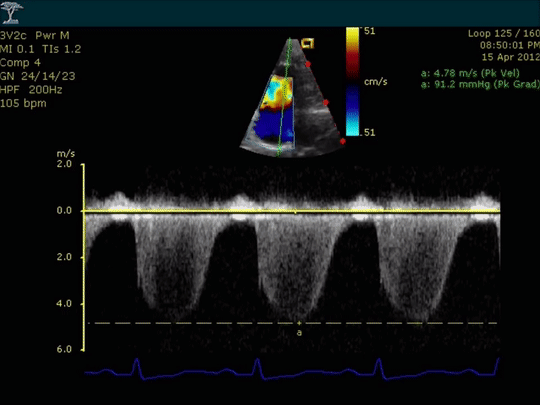 3V2c Pwr M
MI 0.1 TIs 1.2
Comp 4
GN 24/14/23
HPF 200Hz
105 bpm
.51
cm/s
.51
Loop 125 / 160
08:50:01 PM
15 Apr 2012
a: 4.78 m/s (Pk Vel)
a: 91.2 mmHg (Pk Grad)
m/s
2.0
0.0
2.0
4.0
6.0
a